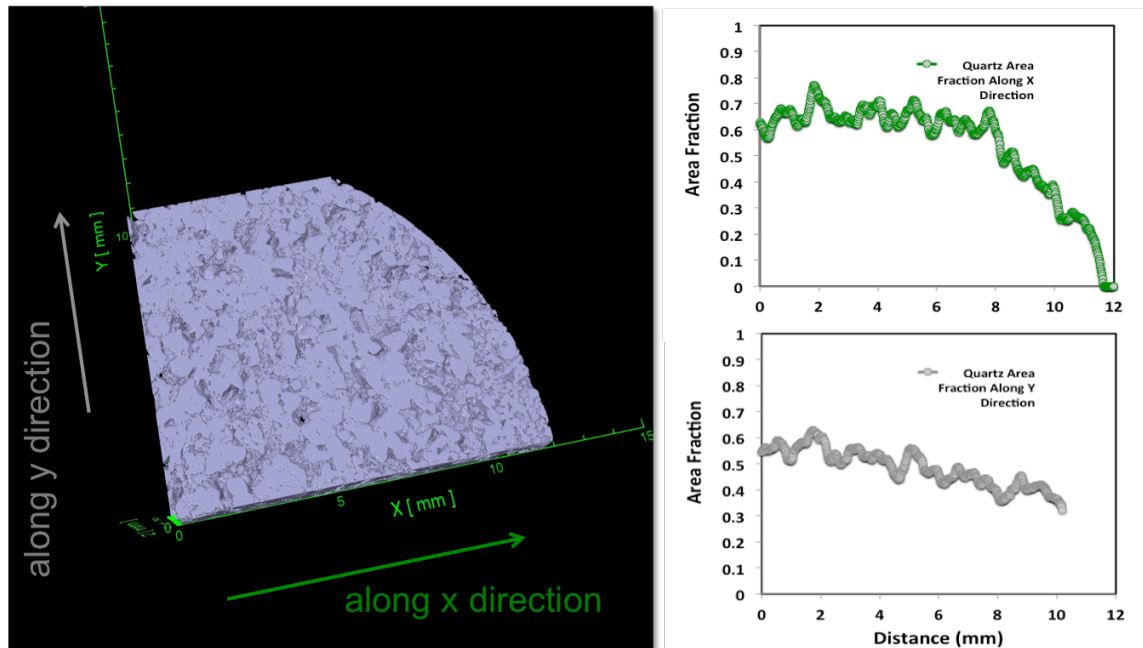 along y direction
Y [ mm ]
10
0
0
5
X [ mm ]
10
15
along x direction
1
0.9
0.8
0.7
0.6
0.5
0.4
0.3
0.2
0.1
0
Area Fraction
Quartz Area
Fraction Along X
Direction
0 2 4 6 8 10 12
1
0.9
0.8
0.7
0.6
0.5
0.4
0.3
0.2
0.1
0
Area Fraction
Quartz Area
Fraction Along Y
Direction
0 2 4 6 8 10 12
Distance (mm)